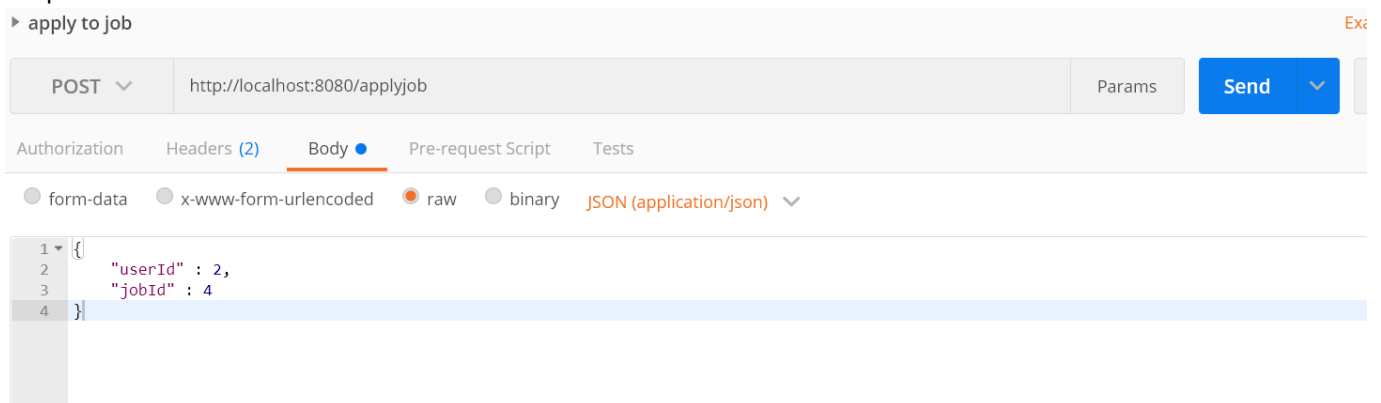 apply to job
POST http://localhost:8080/applyjob Params Send
Authorization Headers (2) Body Pre-request Script Tests
form-data x-www-form-urlencoded raw binary JSON (application/json)
1 {
2 "userId" : 2,
3 "jobId" : 4
4 }